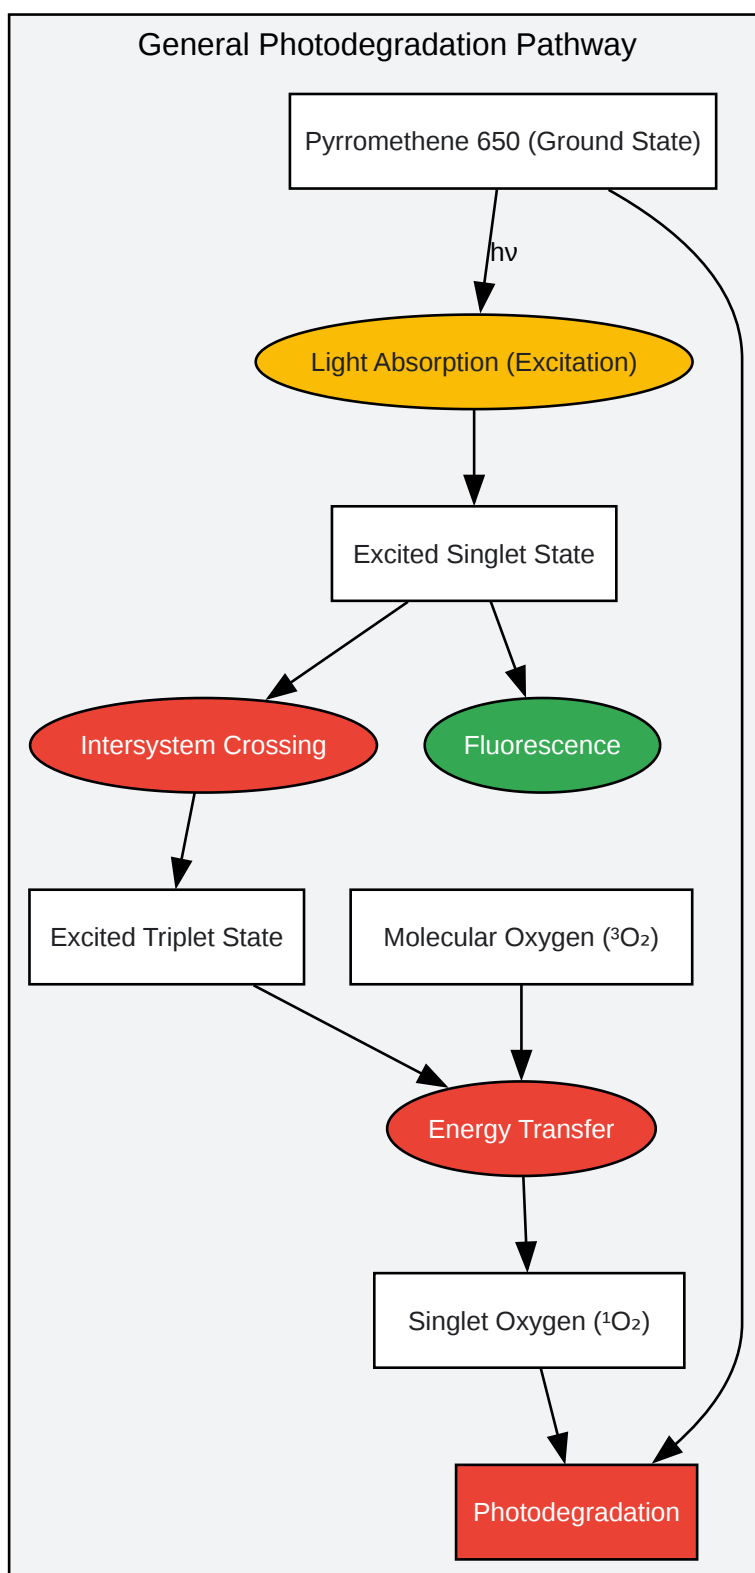 General Photodegradation Pathway
Pyrromethene 650 (Ground State)
hν
Light Absorption (Excitation)
Excited Singlet State
Intersystem Crossing
Fluorescence
Excited Triplet State
Molecular Oxygen (³O₂)
Energy Transfer
Singlet Oxygen (¹O₂)
Photodegradation